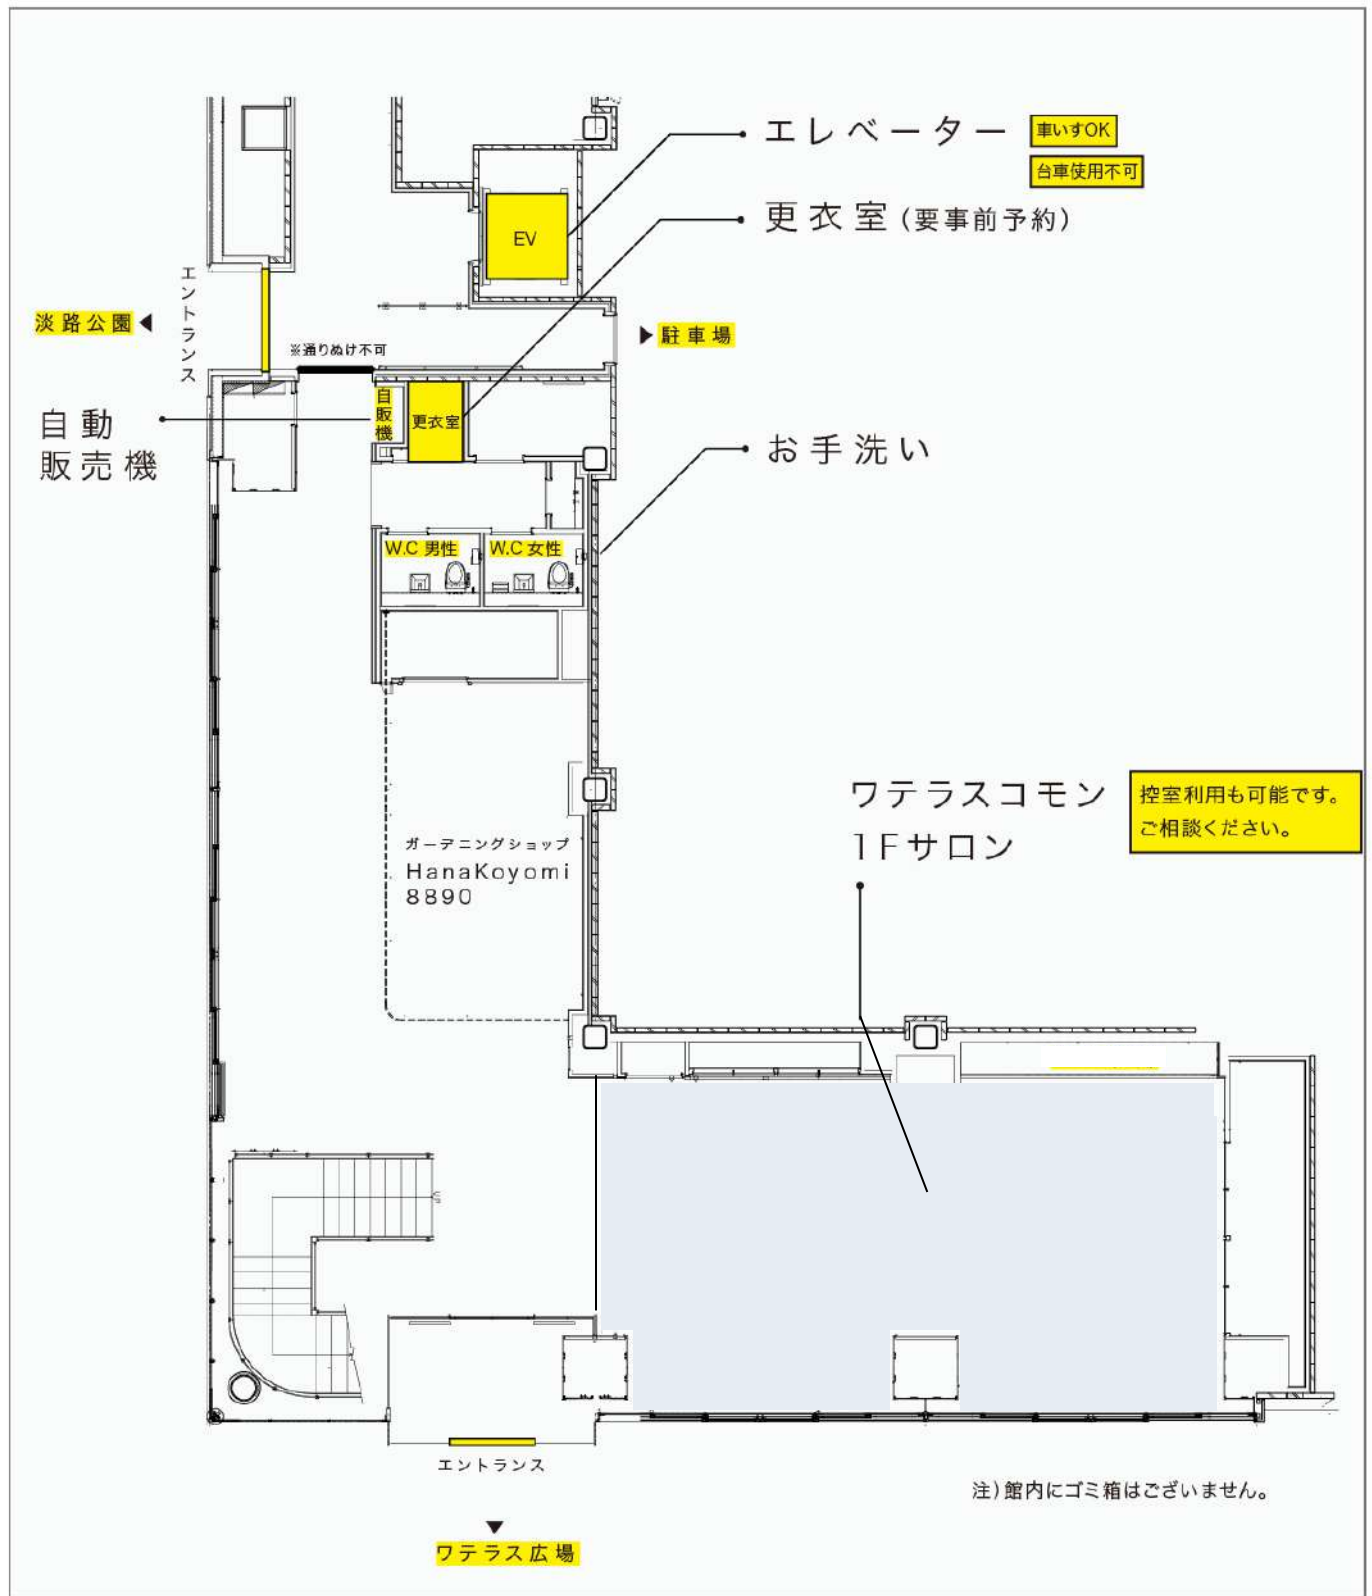 エレベーター
車いすOK
台車使用不可
更衣室(要事前予約)
EV
エントランス
淡路公園
駐車場
※通りぬけ不可
自動
販売機
自販機
更衣室
お手洗い
W.C 男性
W.C 女性
ワテラスコモン
1Fサロン
控室利用も可能です。
ご相談ください。
ガーデニングショップ
HanaKoyomi
8890
UP
エントランス
注)館内にゴミ箱はございません。
ワテラス広場